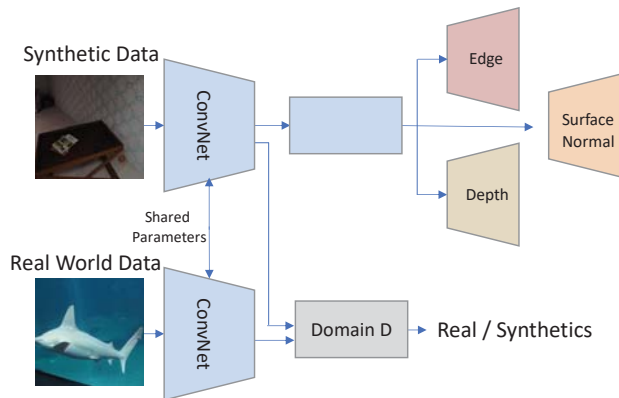 Synthetic Data
ConvNet
Edge
Surface
Normal
Depth
Shared
Parameters
Real World Data
ConvNet
Domain D
Real / Synthetics